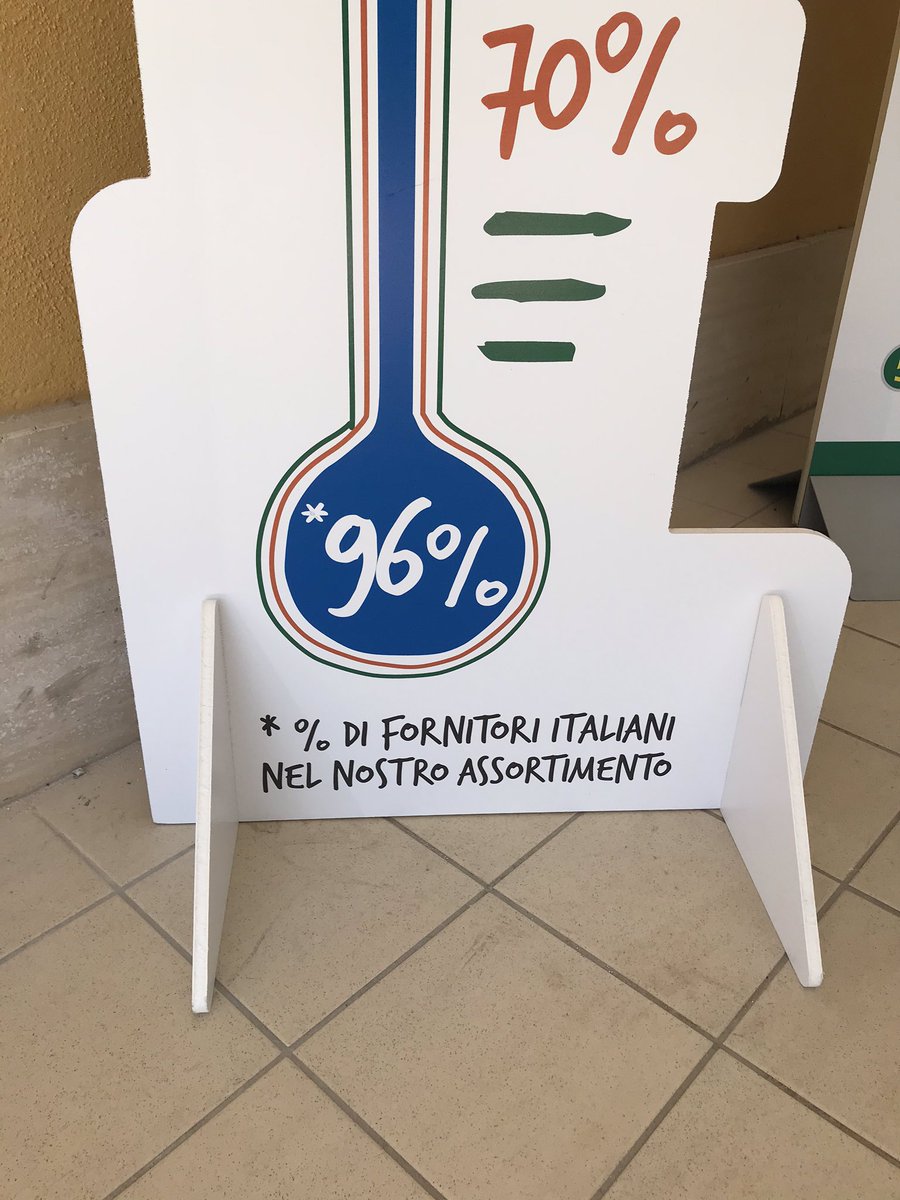 70%
*96%
* % DI FORNITORI ITALIANI
NEL NOSTRO ASSORTIMENTO